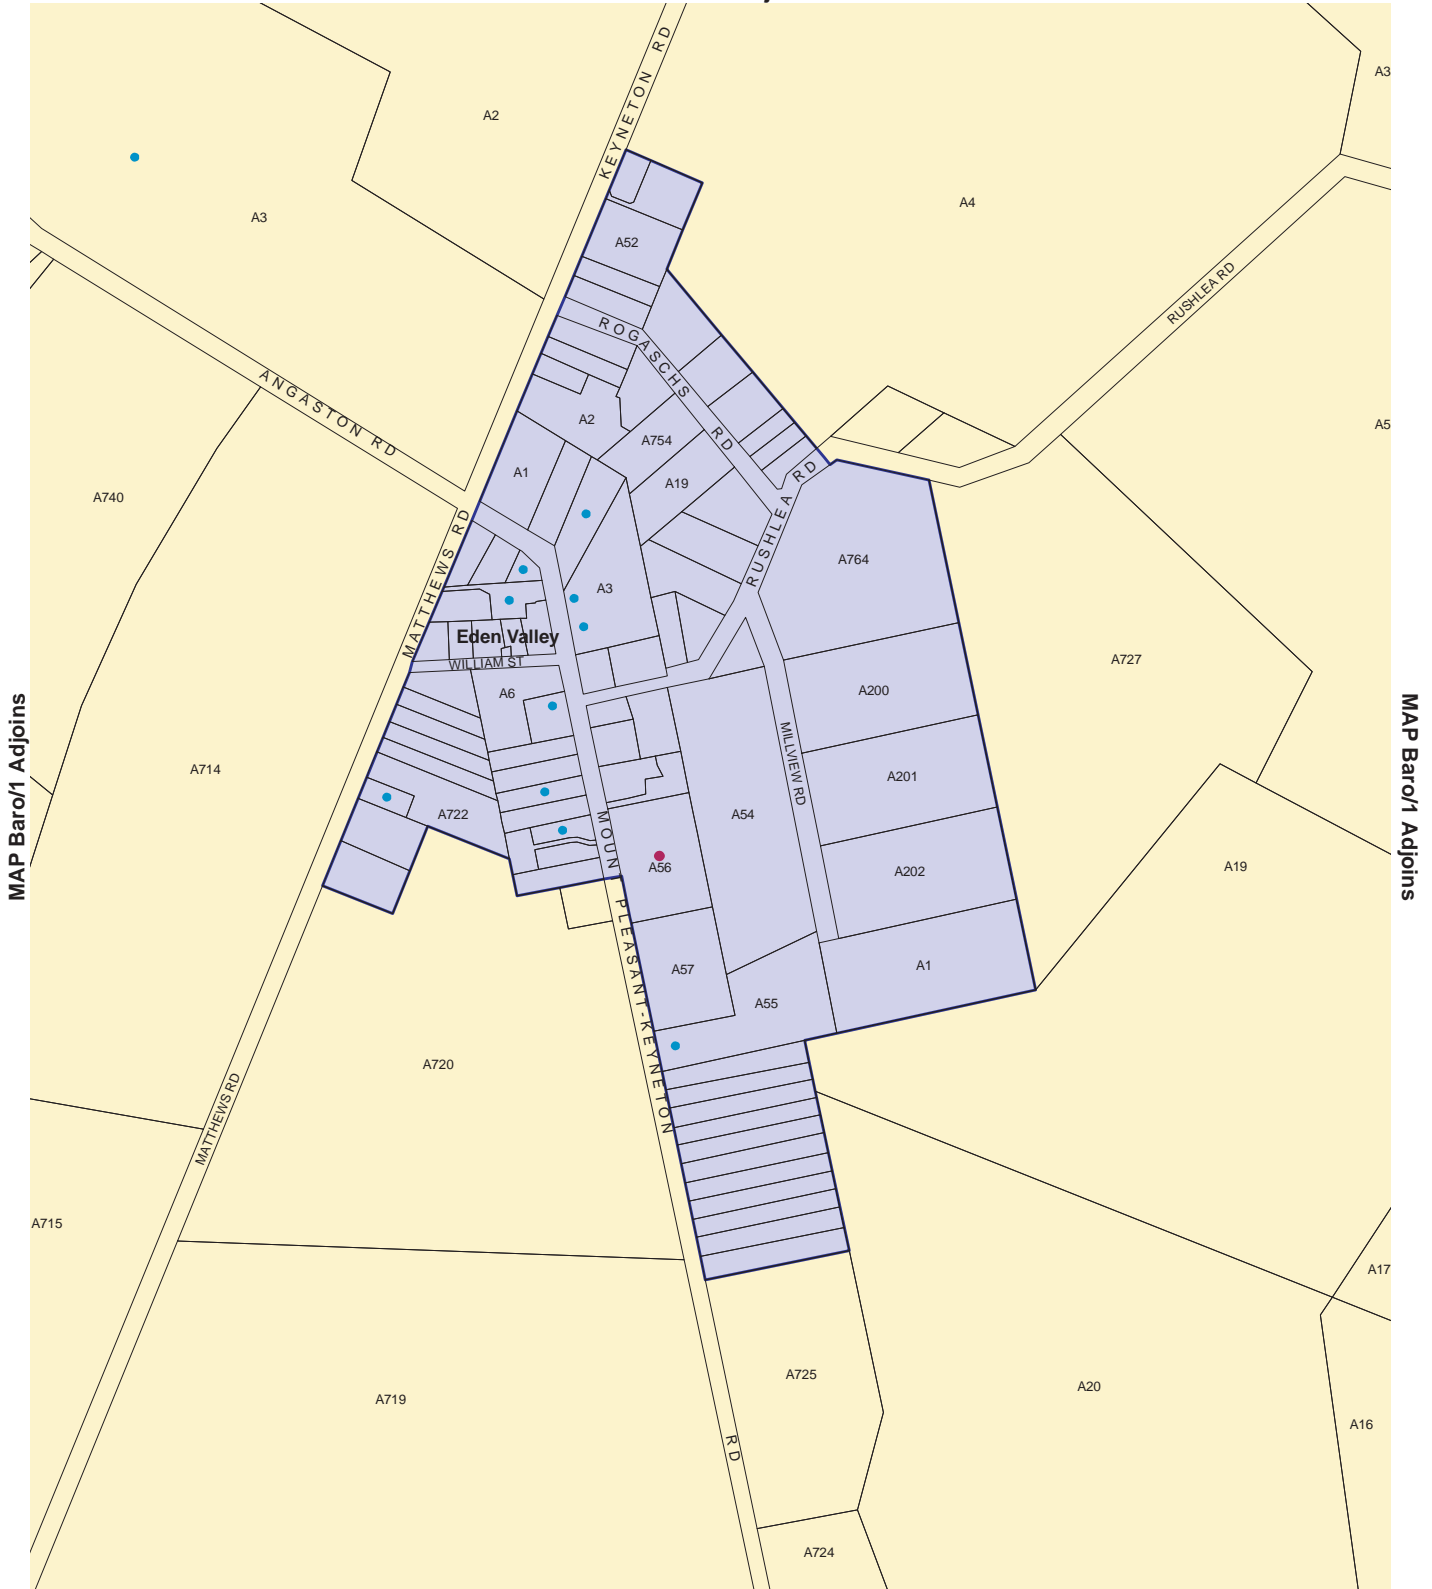 KEYNETON RD
A3
A2
A4
A3
A52
RUSHLEA RD
ROGASCHS RD
ANGASTON RD
A2
A5
A754
A1
A19
RUSHLEA RD
A740
MATTHEWS RD
A764
A3
Eden Valley
WILLIAM ST
A727
A6
A200
MAP Baro/1 Adjoins
MAP Baro/1 Adjoins
MILLVIEW RD
A714
A201
A722
A54
A56
A202
A19
MOUNT PLEASANT-KEYNETON RD
A57
A1
A55
A720
MATTHEWS RD
A715
A17
A725
A20
A719
A16
A724